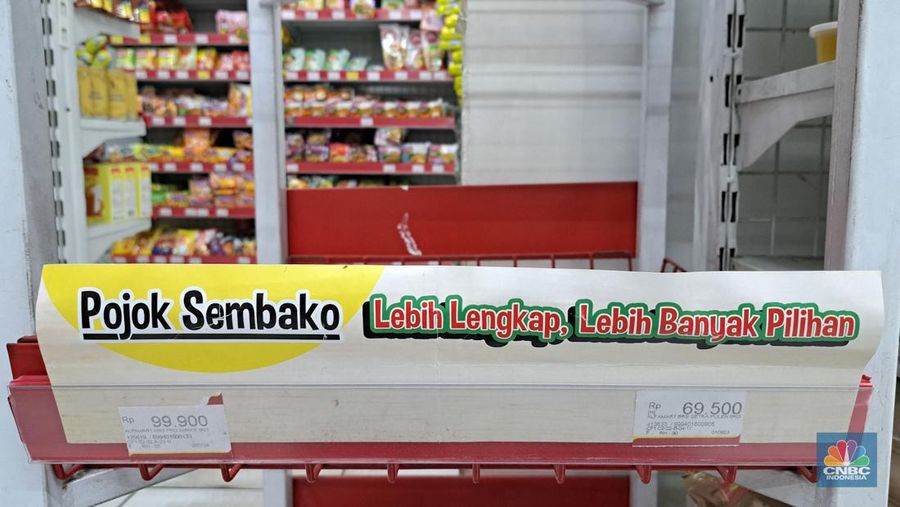 Pojok Sembako
Lebih Lengkap, Lebih Banyak Pilihan
Rp 99.900
Rp 69.500
CNBC
INDONESIA